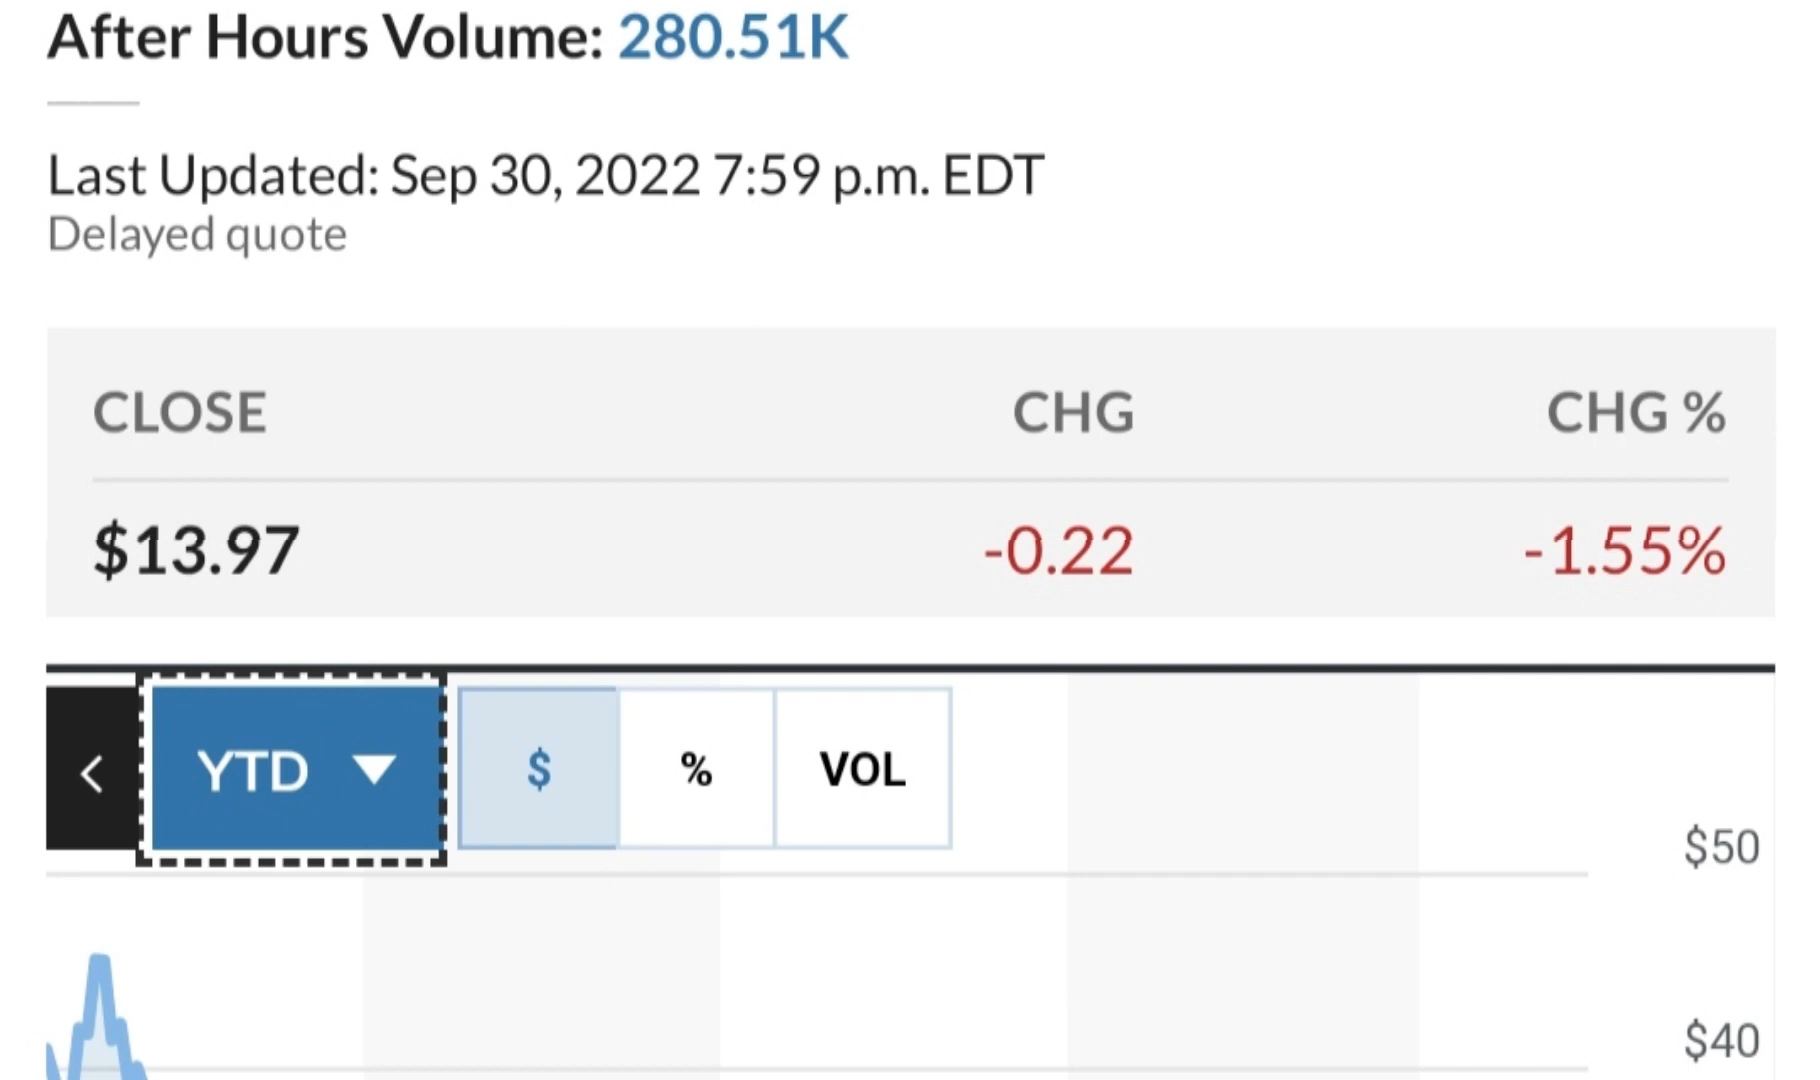 After Hours Volume: 280.51K
Last Updated: Sep 30, 2022 7:59 p.m. EDT
Delayed quote
CLOSE CHG CHG %
$13.97 -0.22 -1.55%
< YTD ▼ $ % VOL
$50
$40